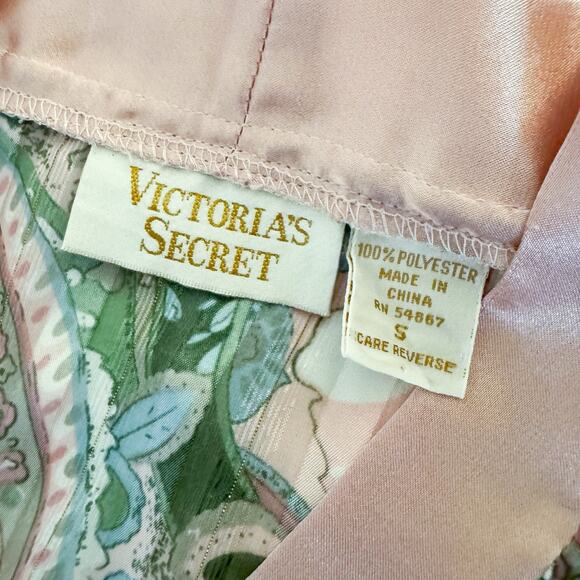 VICTORIA'S
SECRET
100% POLYESTER
MADE IN
CHINA
RN 54867
S
CARE REVERSE